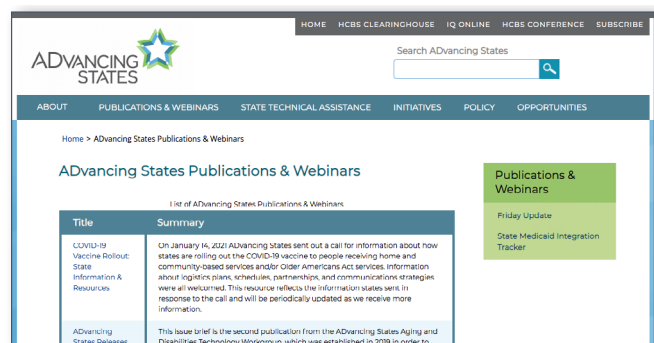 HOME HCBS CLEARINGHOUSE IQ ONLINE HCBS CONFERENCE SUBSCRIBE
ADVANCING
STATES
Search ADvancing States
ABOUT PUBLICATIONS & WEBINARS STATE TECHNICAL ASSISTANCE INITIATIVES POLICY OPPORTUNITIES
Home > ADvancing States Publications & Webinars
ADvancing States Publications & Webinars
List of ADvancing States Publications & Webinars
Title Summary
COVID-19
Vaccine Rollout:
State
Information &
Resources
On January 14, 2021 ADvancing States sent out a call for information about how
states are rolling out the COVID-19 vaccine to people receiving home and
community-based services and/or Older Americans Act services. Information
about logistics plans, schedules, partnerships, and communications strategies
were all welcomed. This resource reflects the information states sent in
response to the call and will be periodically updated as we receive more
information.
ADvancing
States Releases
This issue brief is the second publication from the ADvancing States Aging and
Disabilities Technology Workgroup, which was established in 2019 in order to
Publications &
Webinars
Friday Update
State Medicaid Integration
Tracker